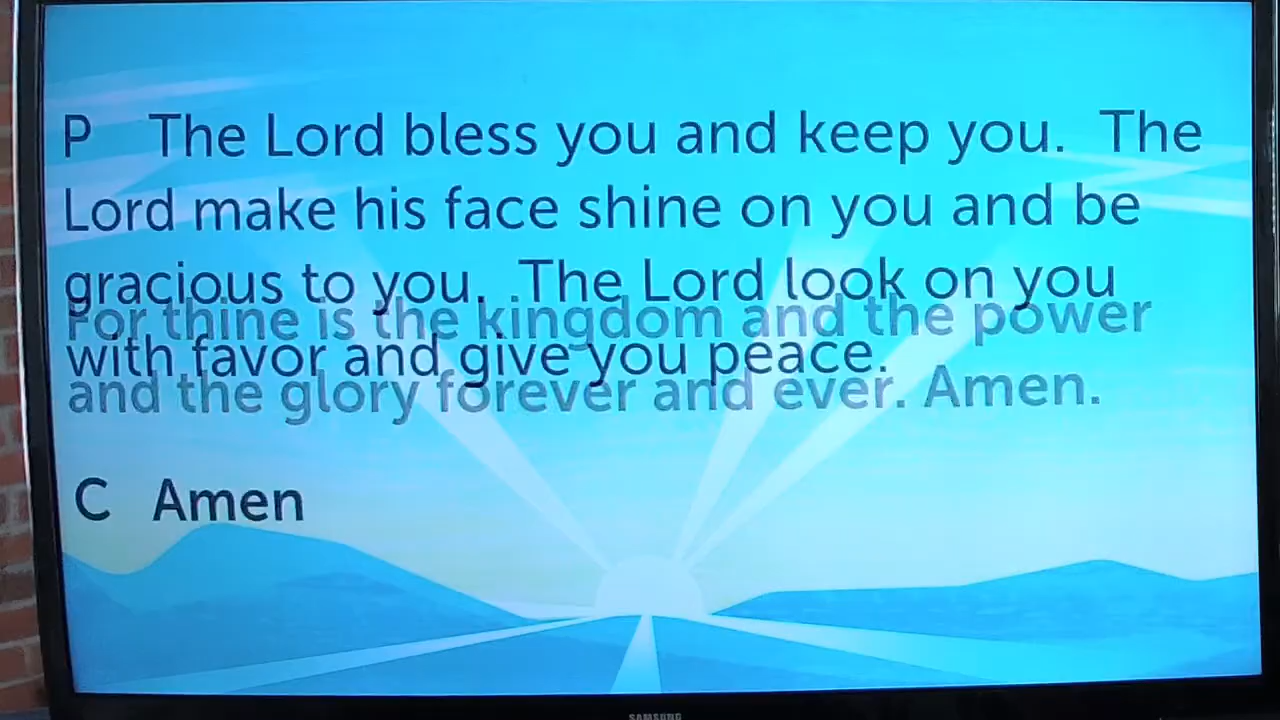 P The Lord bless you and keep you. The
Lord make his face shine on you and be
gracious to you. The Lord look on you
For thine is the kingdom and the power
with favor and give you peace.
and the glory forever and ever. Amen.
C Amen
SAMSUNG